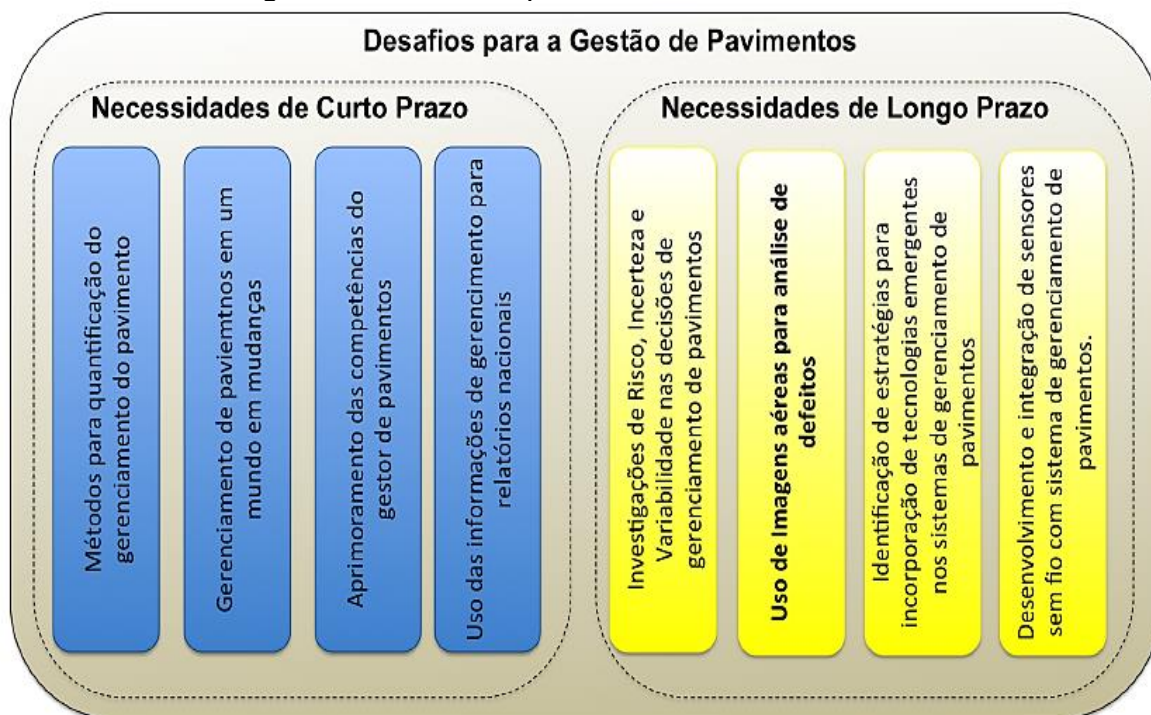 Desafios para a Gestão de Pavimentos
Necessidades de Curto Prazo
Métodos para quantificação do
gerenciamento do pavimento
Gerenciamento de paviemtnos em um
mundo em mudanças
Aprimoramento das competências do
gestor de pavimentos
Uso das informações de gerencimento para
relatórios nacionais
Necessidades de Longo Prazo
Investigações de Risco, Incerteza e
Variabilidade nas decisões de
gerenciamento de pavimentos
Uso de Imagens aéreas para análise de
defeitos
Identificação de estratégias para
incorporação de tecnologias emergentes
nos sistemas de gerenciamento de
pavimentos
Desenvolvimento e integração de sensores
sem fio com sistema de gerenciamento de
pavimentos.